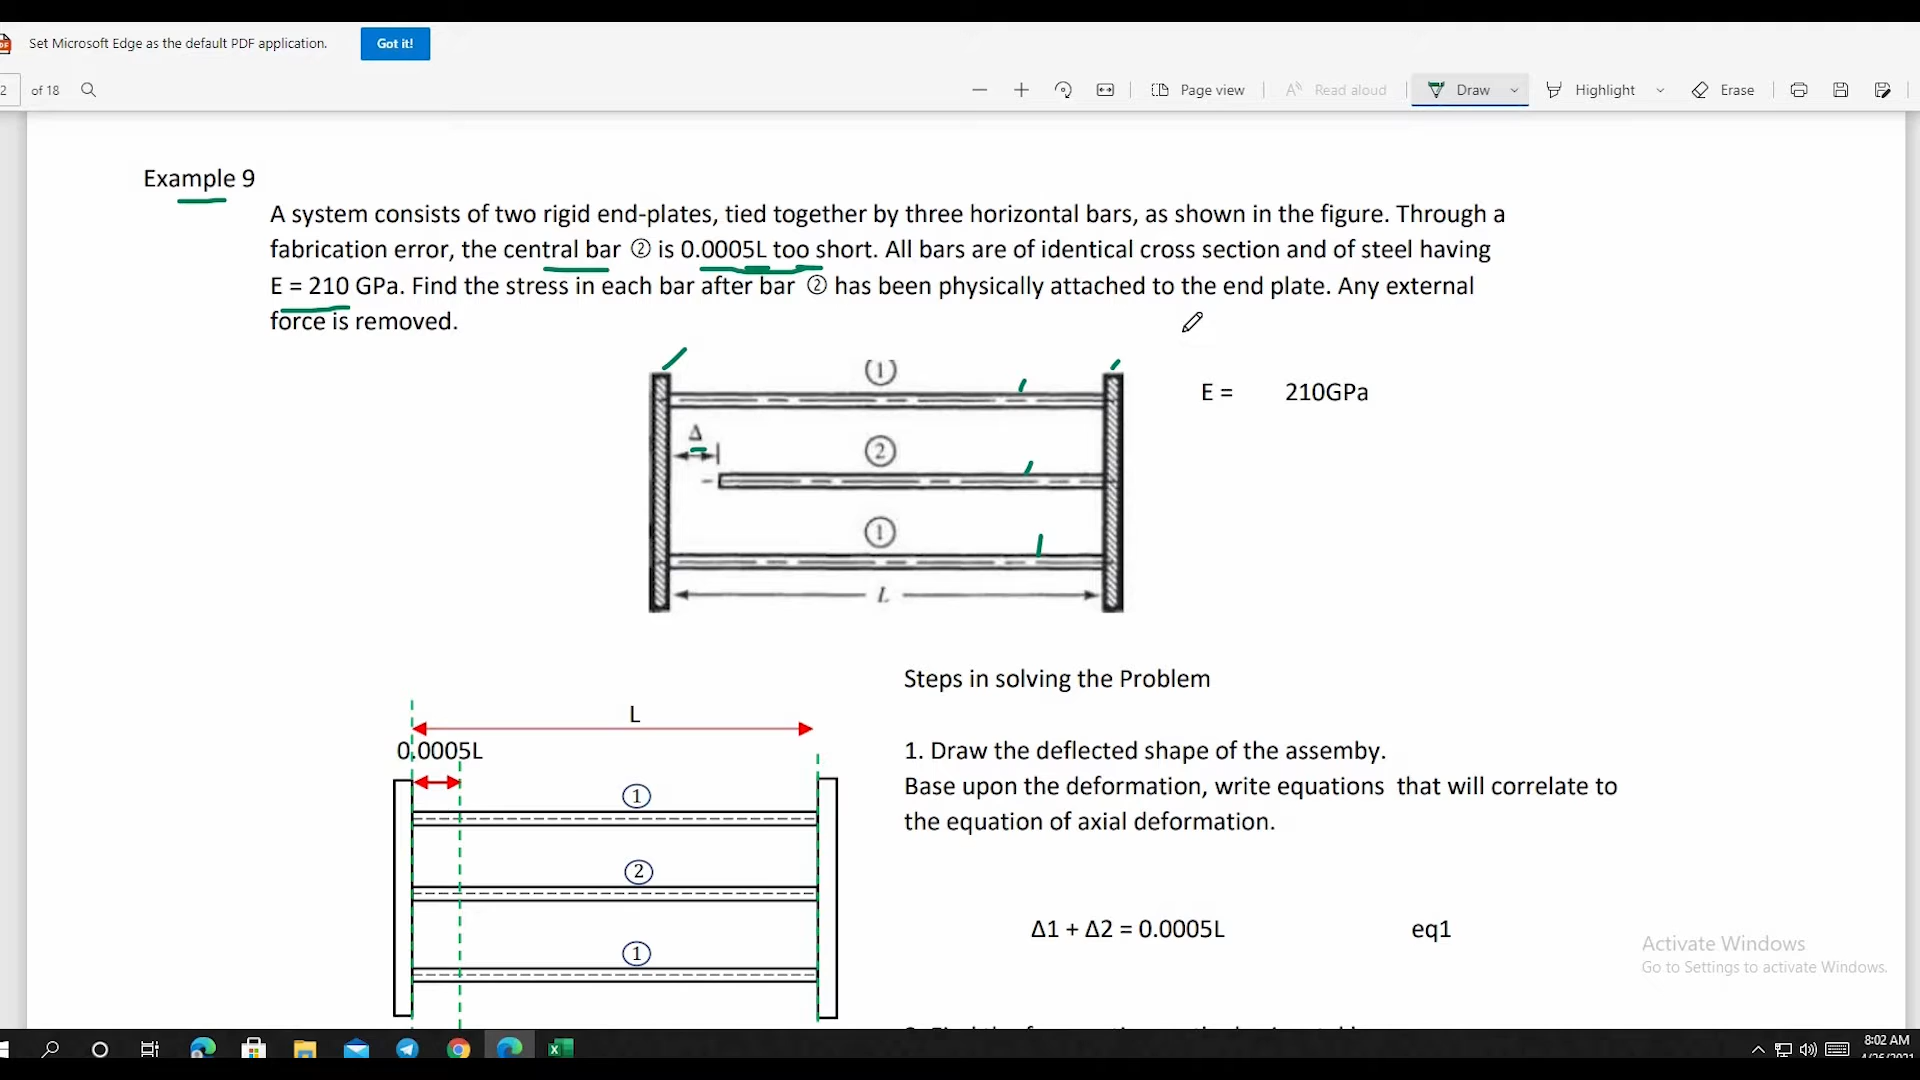 Set Microsoft Edge as the default PDF application.
Got it!
2
of 18
Page view
Read aloud
Draw
Highlight
Erase
Example 9
A system consists of two rigid end-plates, tied together by three horizontal bars, as shown in the figure. Through a
fabrication error, the central bar ② is 0.0005L too short. All bars are of identical cross section and of steel having
E = 210 GPa. Find the stress in each bar after bar ② has been physically attached to the end plate. Any external
force is removed.
①
Δ
②
①
L
E = 210GPa
Steps in solving the Problem
L
0.0005L
①
②
①
1. Draw the deflected shape of the assemby.
Base upon the deformation, write equations that will correlate to
the equation of axial deformation.
Δ1 + Δ2 = 0.0005L eq1
Activate Windows
Go to Settings to activate Windows.
8:02 AM